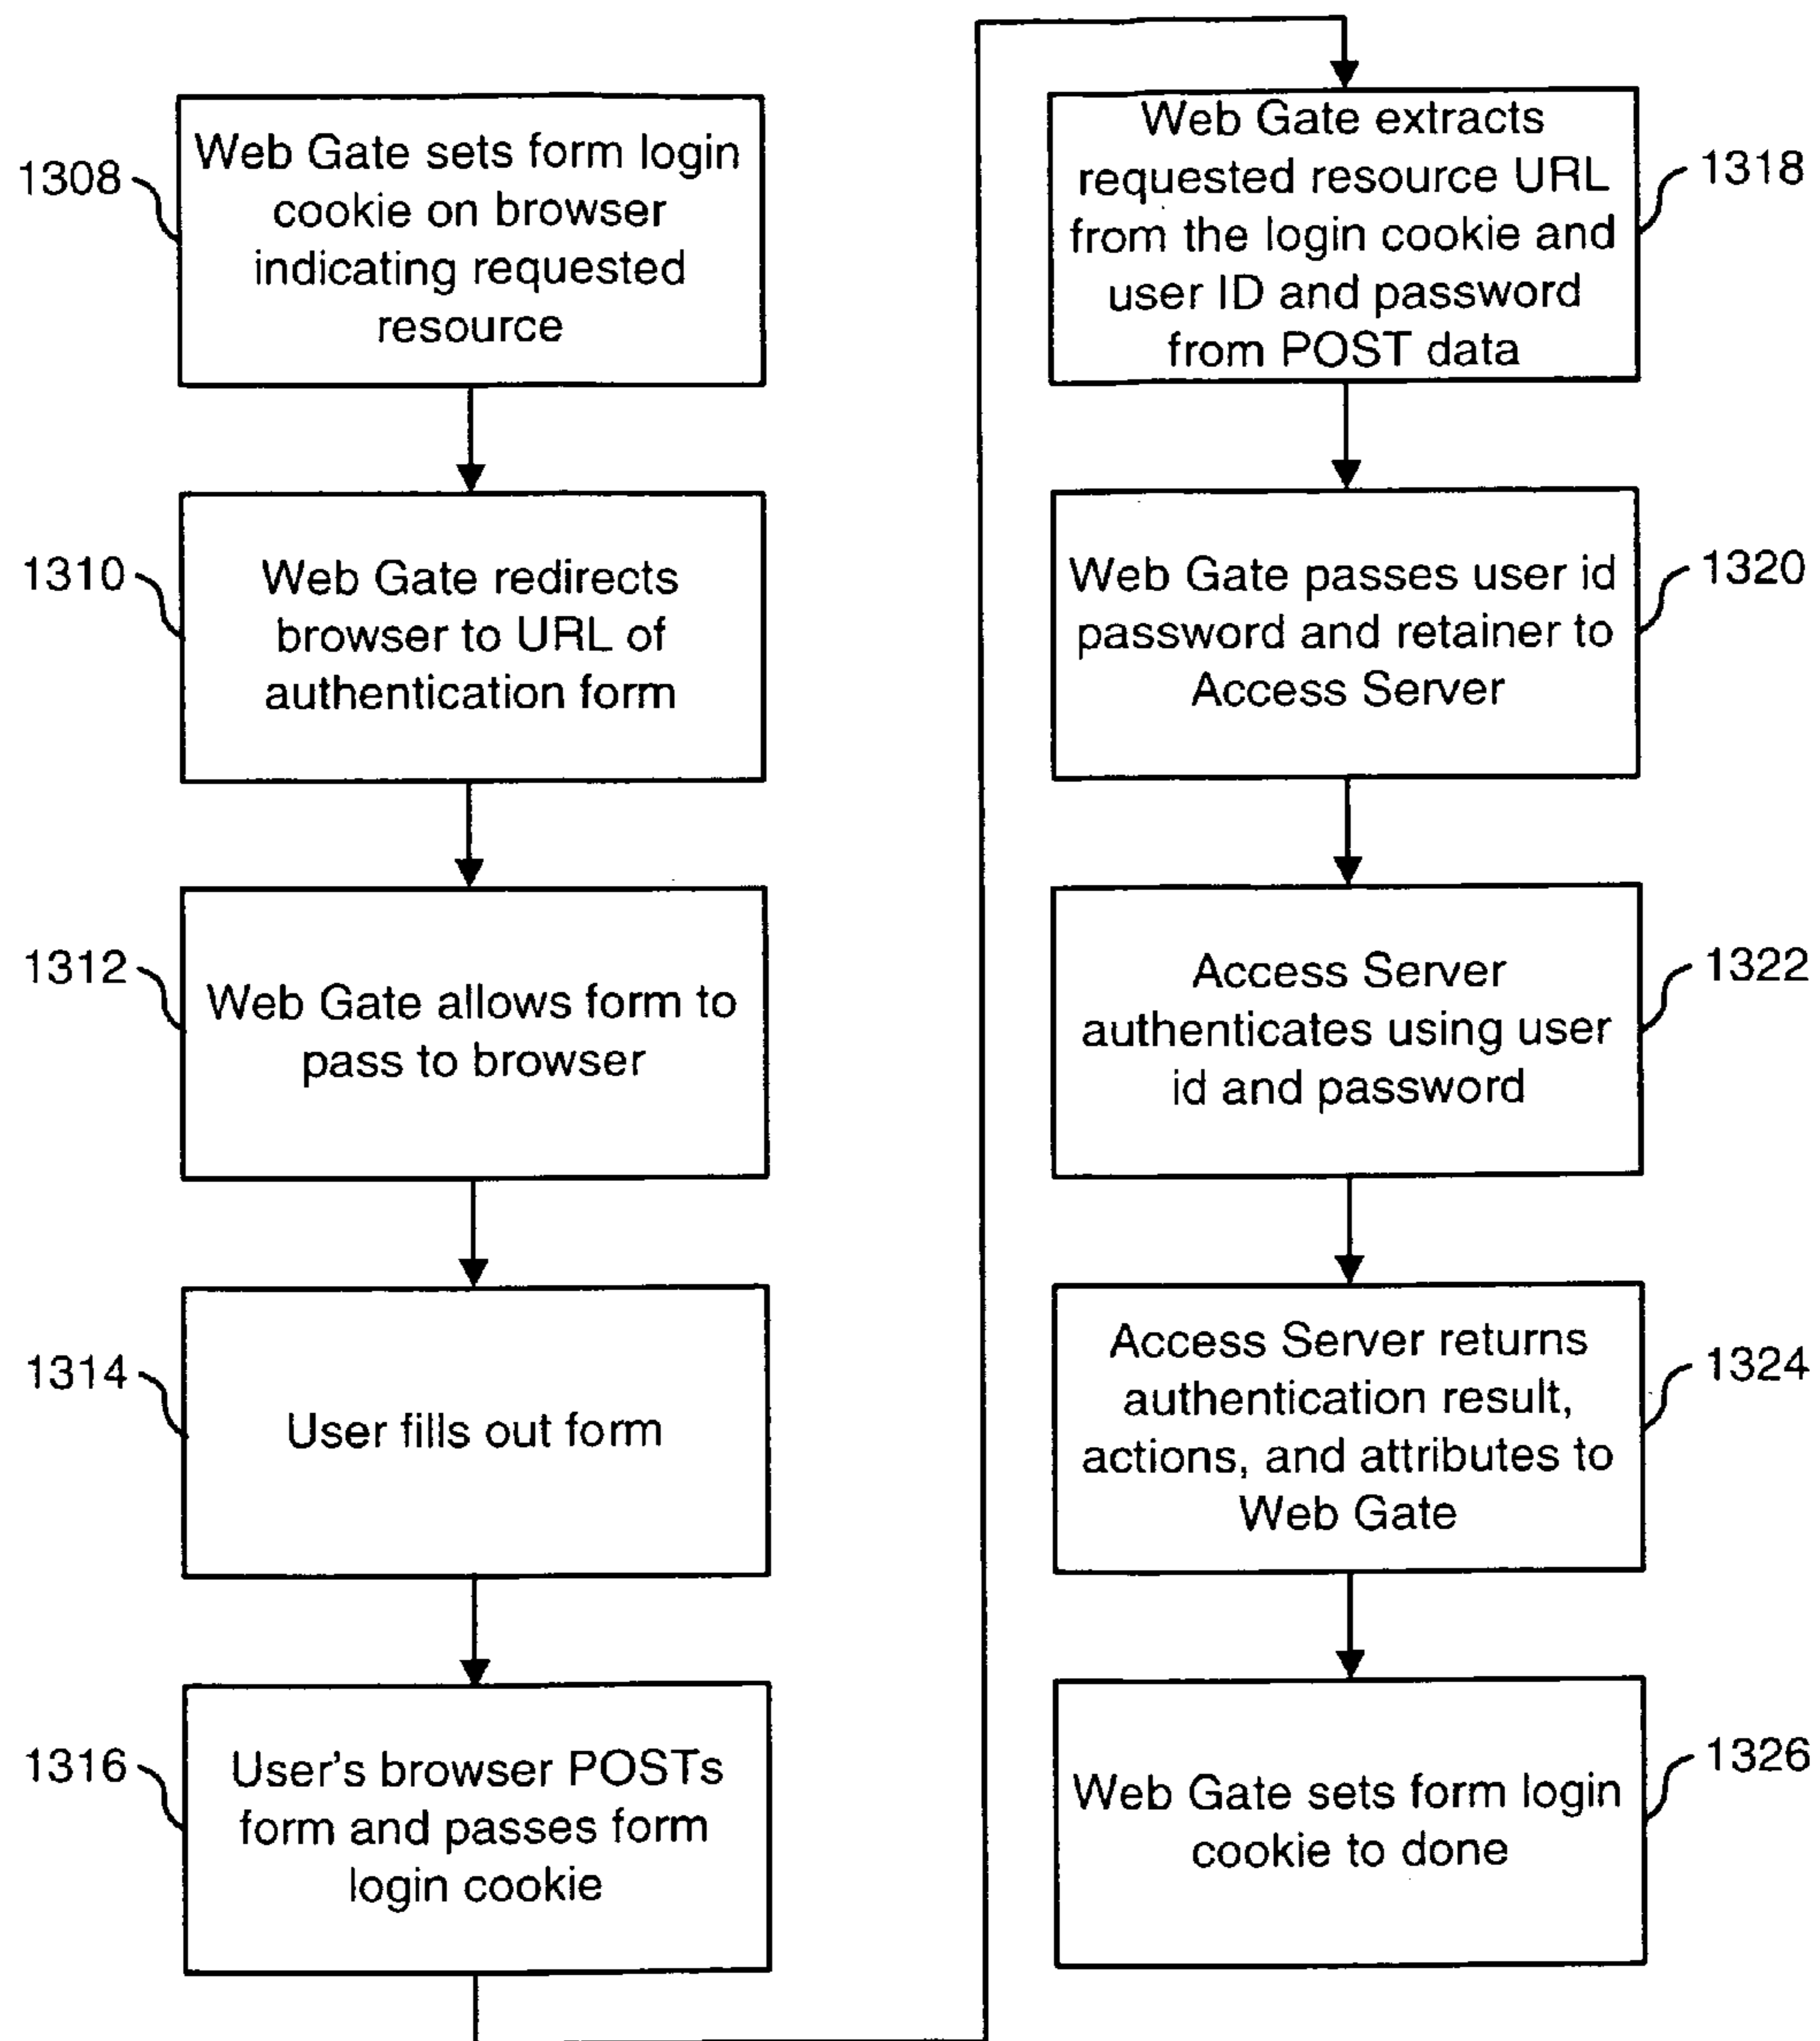 1308
Web Gate sets form login
cookie on browser
indicating requested
resource
1310
Web Gate redirects
browser to URL of
authentication form
1312
Web Gate allows form to
pass to browser
1314
User fills out form
1316
User's browser POSTs
form and passes form
login cookie
Web Gate extracts
requested resource URL
from the login cookie and
user ID and password
from POST data
1318
Web Gate passes user id
password and retainer to
Access Server
1320
Access Server
authenticates using user
id and password
1322
Access Server returns
authentication result,
actions, and attributes to
Web Gate
1324
Web Gate sets form login
cookie to done
1326